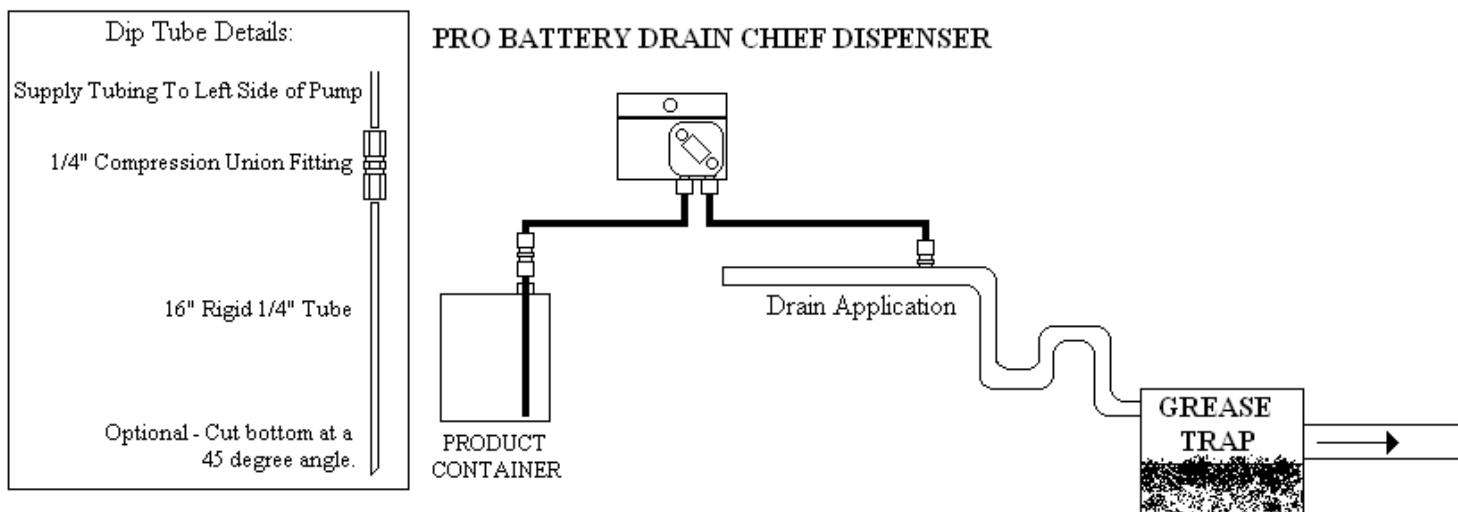 Dip Tube Details:
Supply Tubing To Left Side of Pump
1/4" Compression Union Fitting
16" Rigid 1/4" Tube
Optional - Cut bottom at a
45 degree angle.
PRO BATTERY DRAIN CHIEF DISPENSER
Drain Application
PRODUCT
CONTAINER
GREASE
TRAP